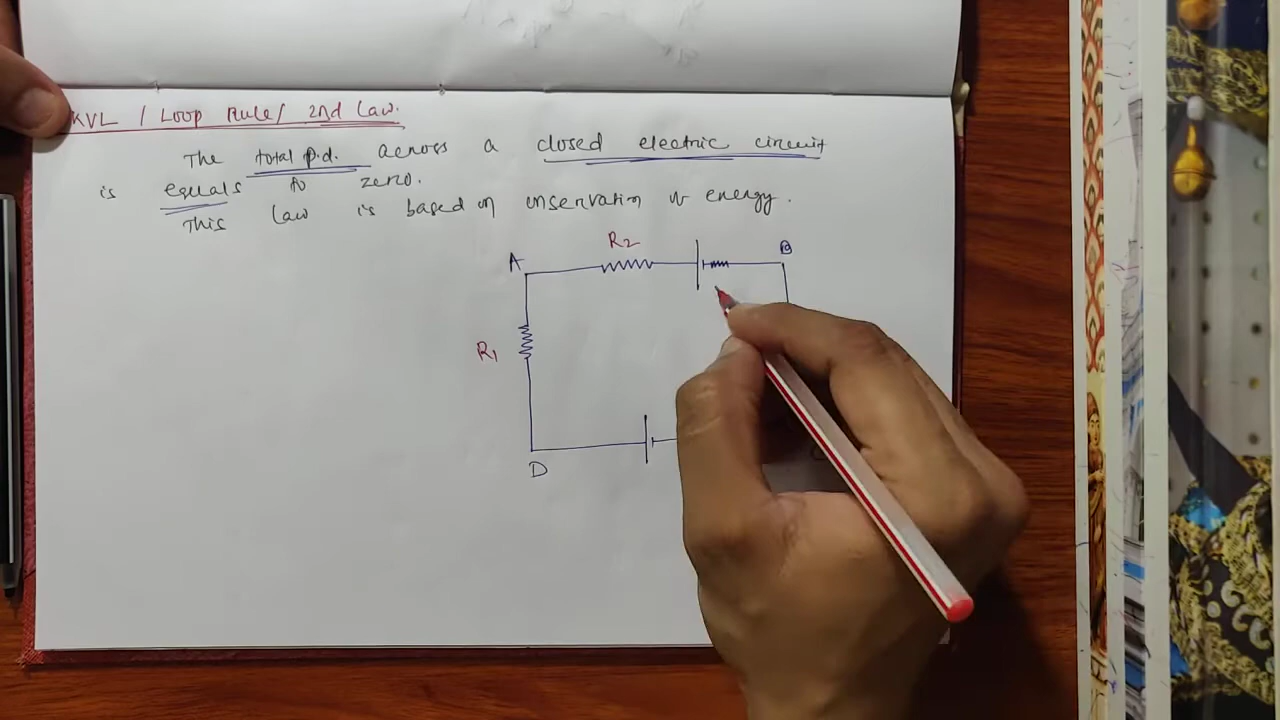 KVL / Loop Rule / 2nd Law.
The total p.d. across a closed electric circuit
is equals to zero.
This law is based on conservation of energy.
R2
A
B
R1
D